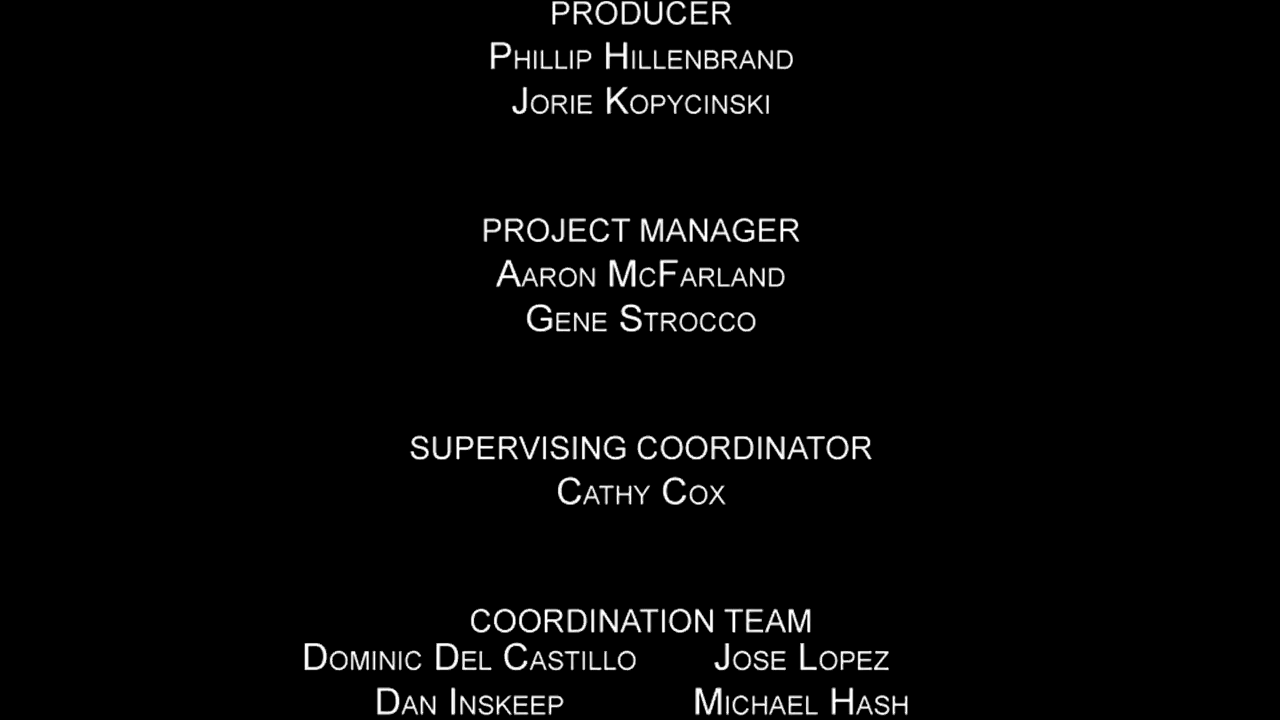 PRODUCER
PHILLIP HILLENBRAND
JORIE KOPYCINSKI
PROJECT MANAGER
AARON MCFARLAND
GENE STROCCO
SUPERVISING COORDINATOR
CATHY COX
COORDINATION TEAM
DOMINIC DEL CASTILLO JOSE LOPEZ
DAN INSKEEP MICHAEL HASH